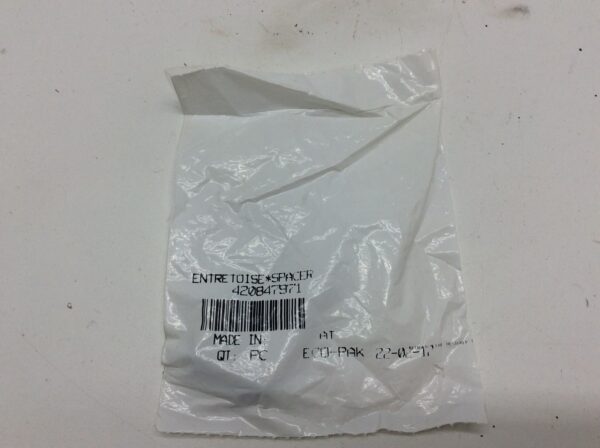 ENTRETOISE*SPACER
420847971
MADE IN: AT
QT: PC ECO-PAK